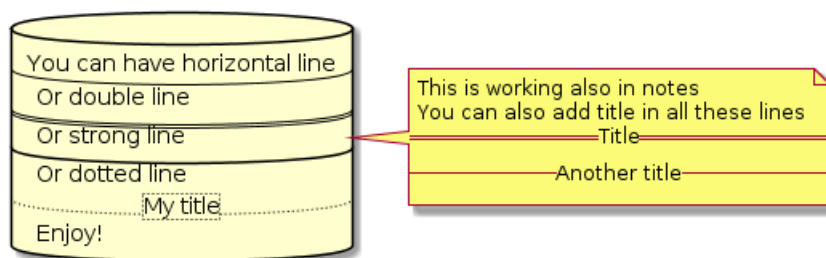 You can have horizontal line
Or double line
Or strong line
Or dotted line
My title
Enjoy!
This is working also in notes
You can also add title in all these lines
Title
Another title